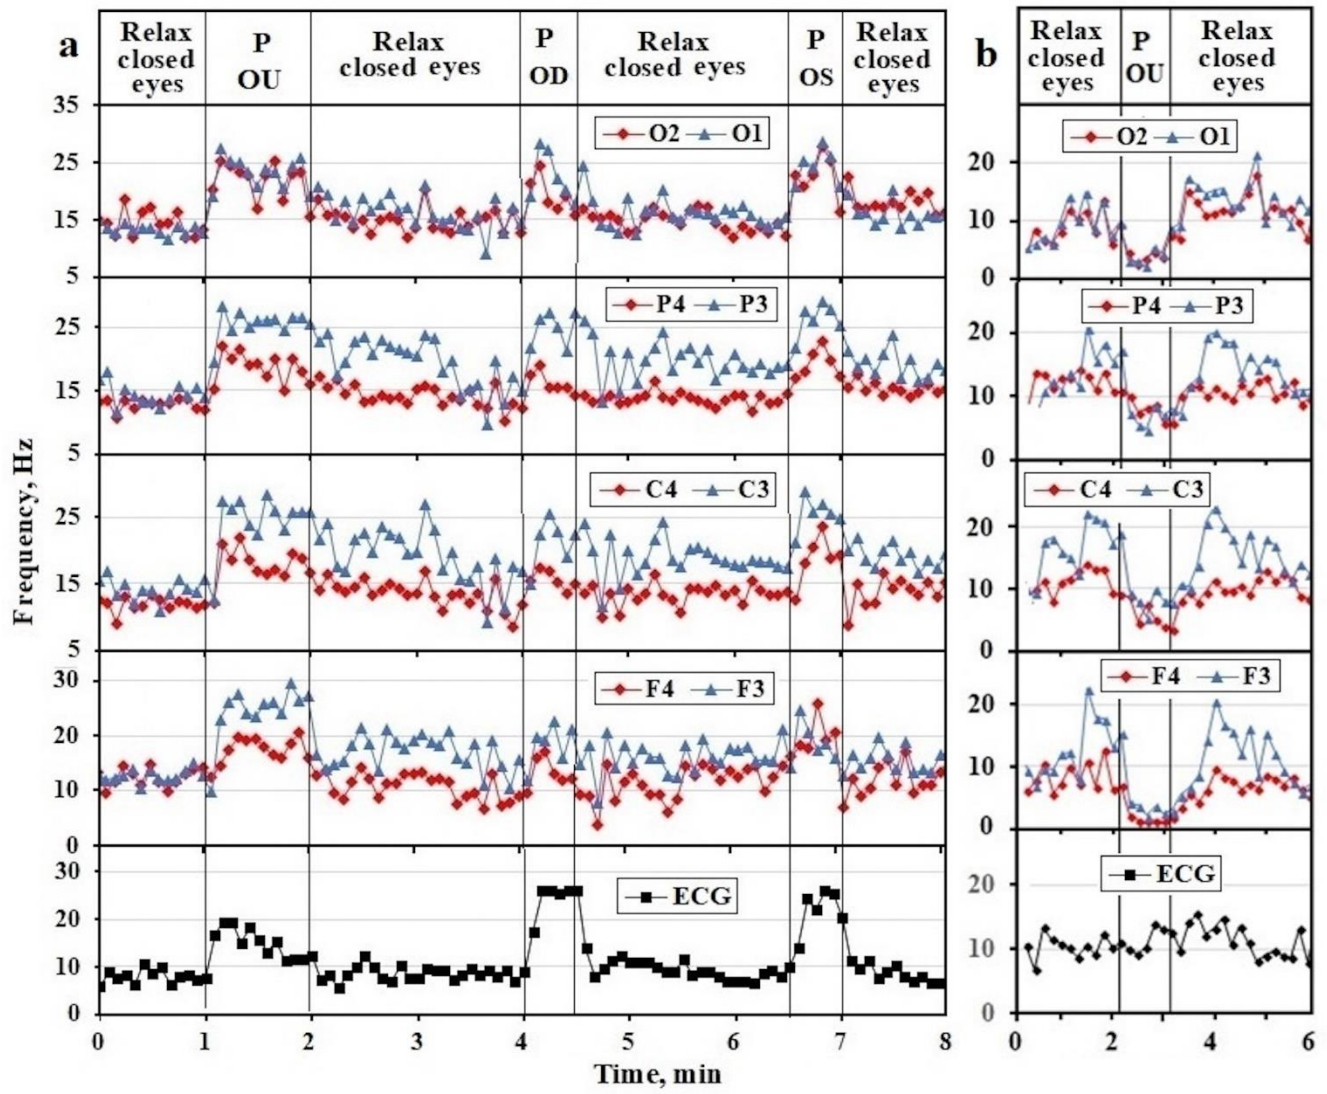 a
Relax
closed
eyes
P
OU
Relax
closed eyes
P
OD
Relax
closed eyes
P
OS
Relax
closed
eyes
b
Relax
closed
eyes
P
OU
Relax
closed
eyes
35
25
15
5
O2 O1
25
15
5
P4 P3
25
15
5
C4 C3
30
20
10
0
F4 F3
30
20
10
0
ECG
Frequency, Hz
0 1 2 3 4 5 6 7 8
Time, min
20
10
0
O2 O1
20
10
0
P4 P3
20
10
0
C4 C3
20
10
0
F4 F3
20
10
0
ECG
0 2 4 6